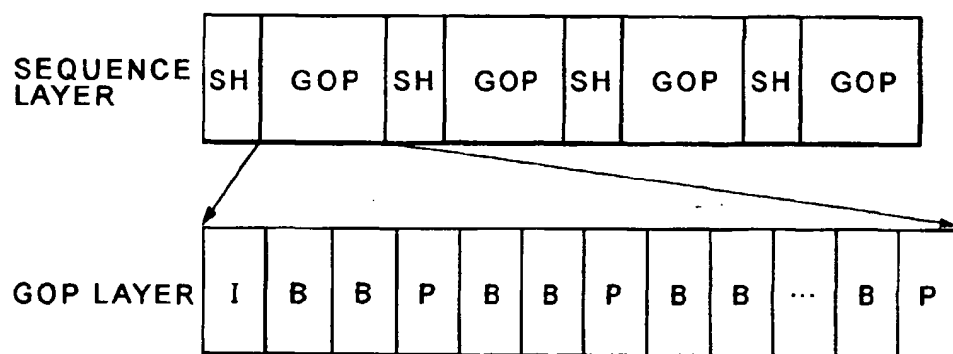 SEQUENCE LAYER
SH GOP SH GOP SH GOP SH GOP
GOP LAYER
I B B P B B P B B ... B P